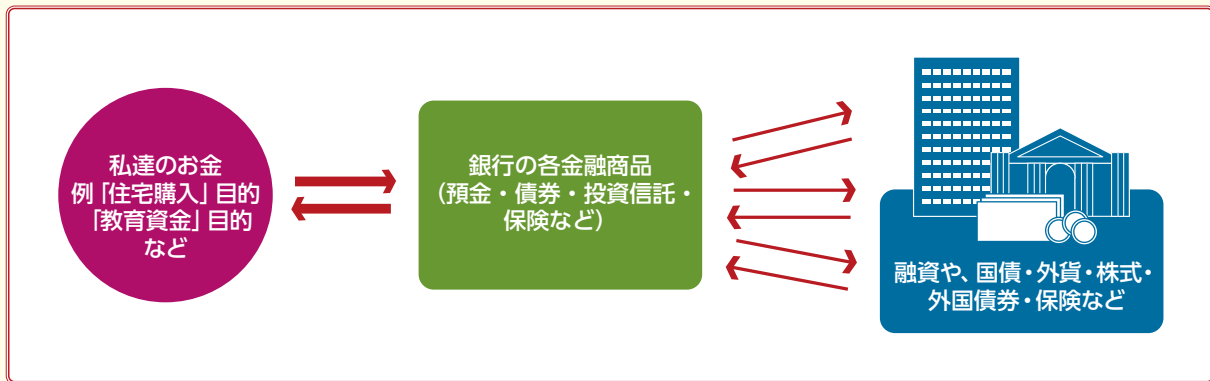 私達のお金
例「住宅購入」目的
「教育資金」目的
など
銀行の各金融商品
（預金・債券・投資信託・
保険など）
融資や、国債・外貨・株式・
外国債券・保険など